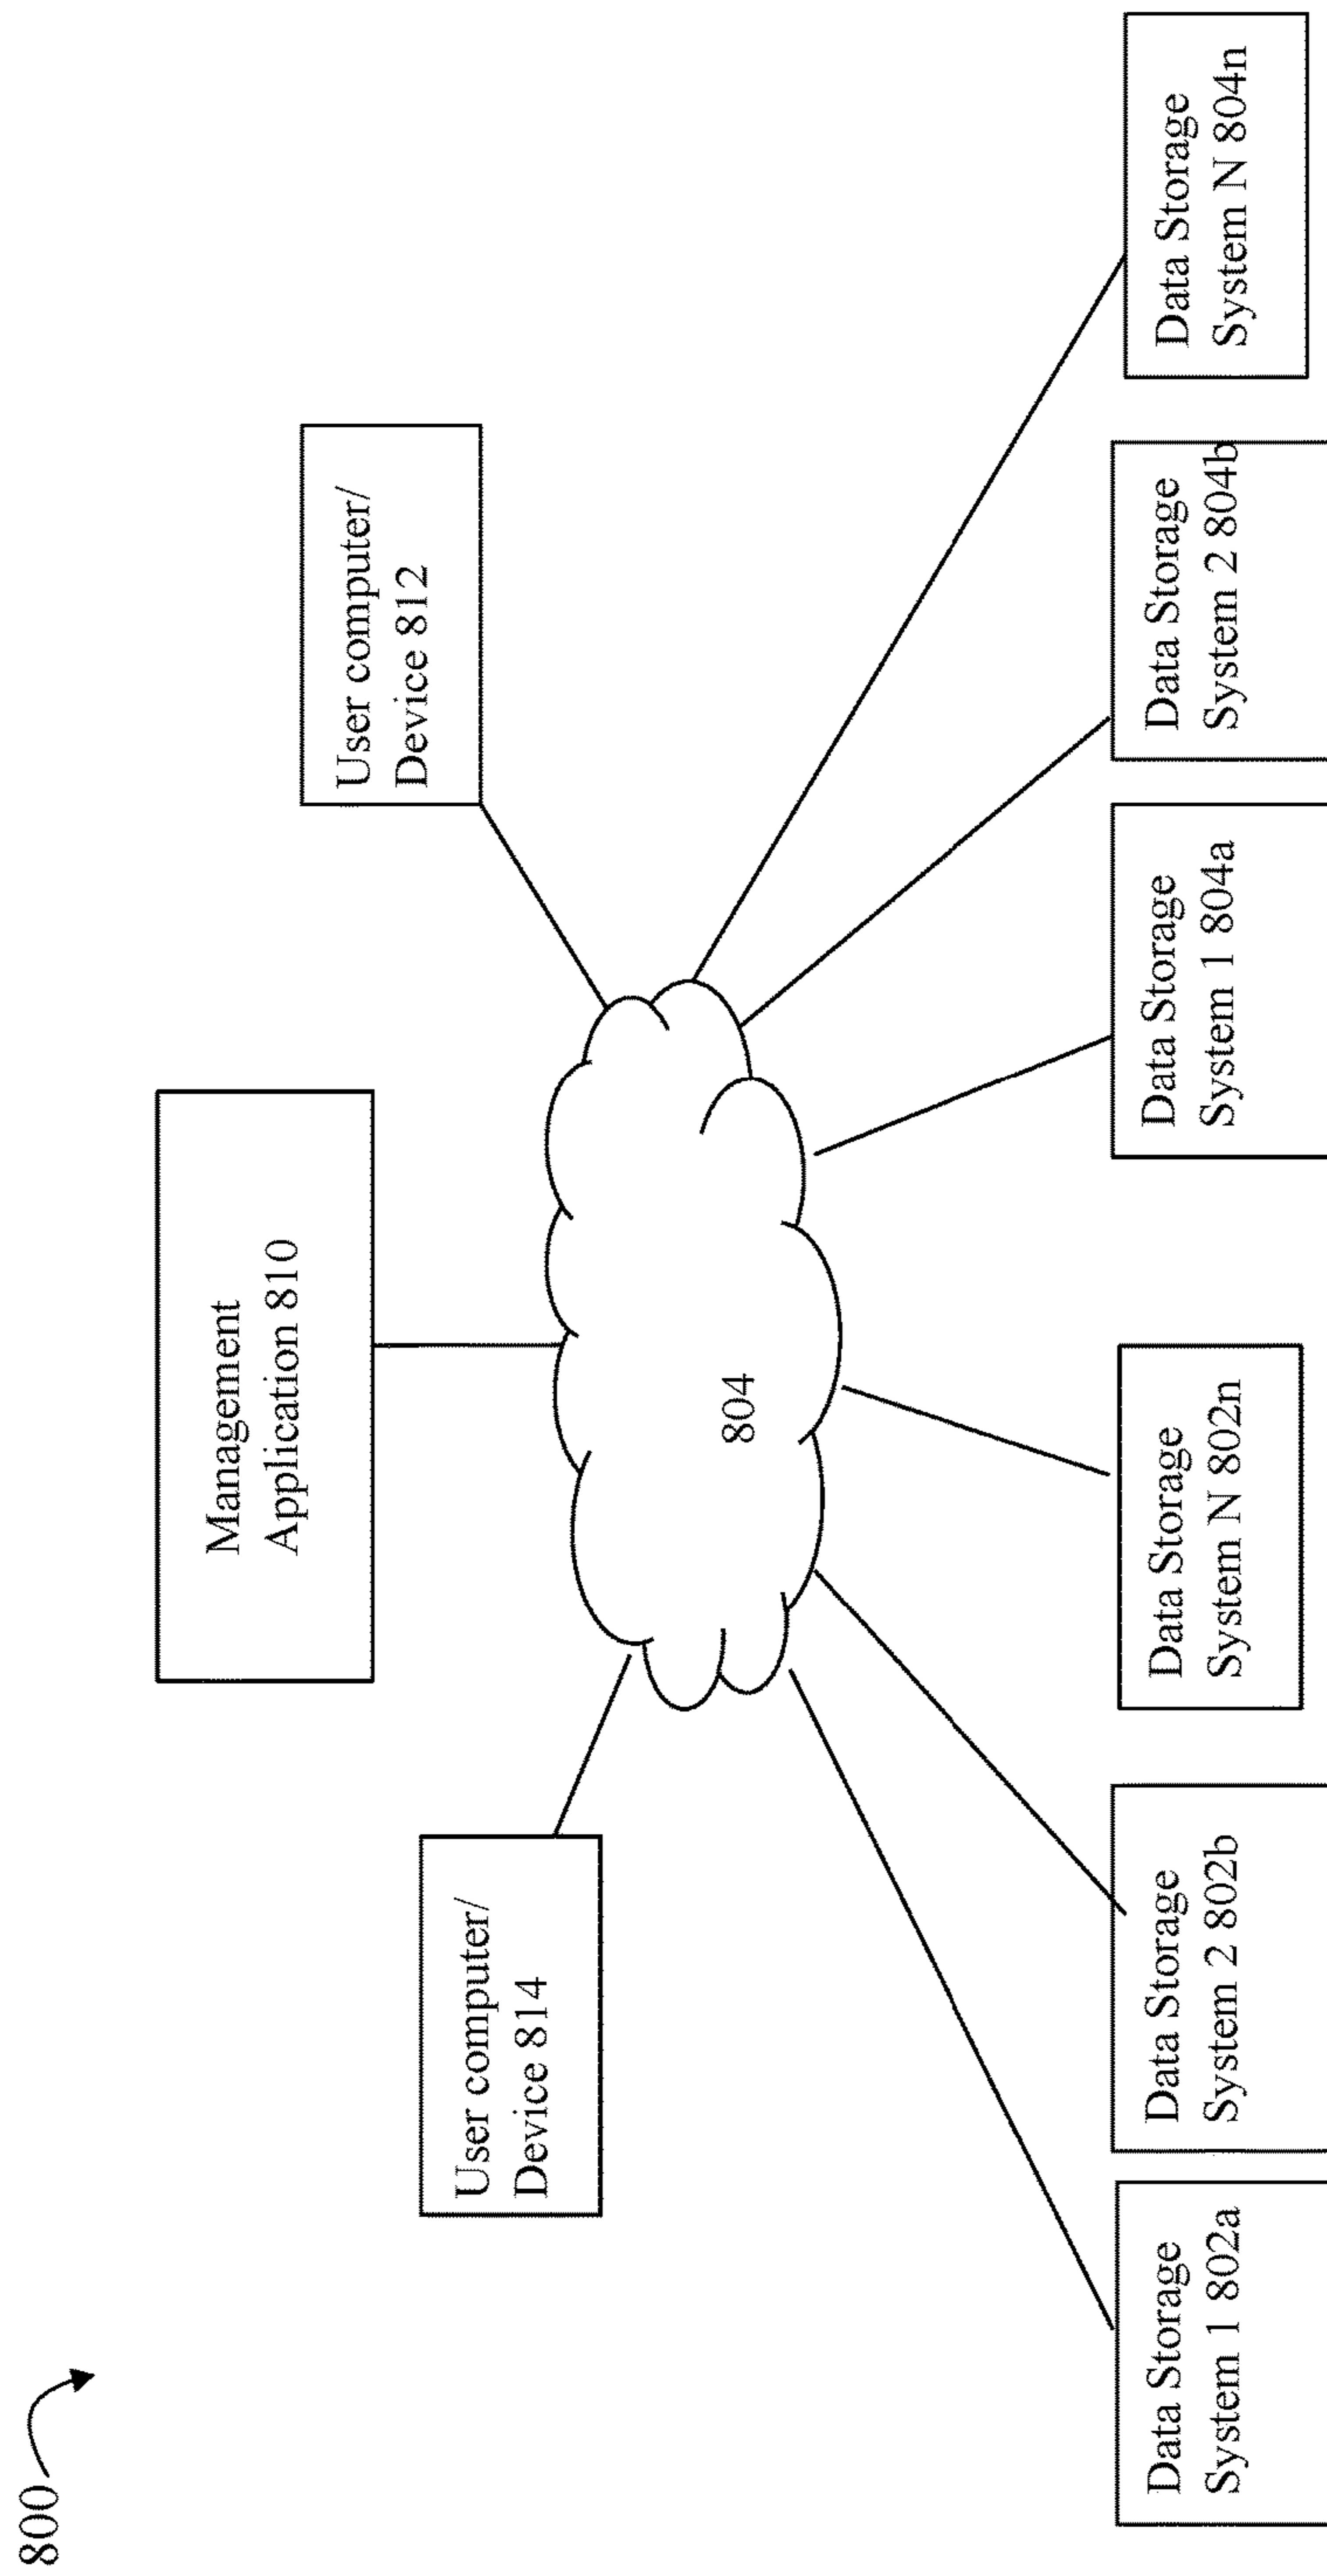 800
Management
Application 810
User computer/
Device 812
User computer/
Device 814
804
Data Storage
System 1 802a
Data Storage
System 2 802b
Data Storage
System N 802n
Data Storage
System 1 804a
Data Storage
System 2 804b
Data Storage
System N 804n